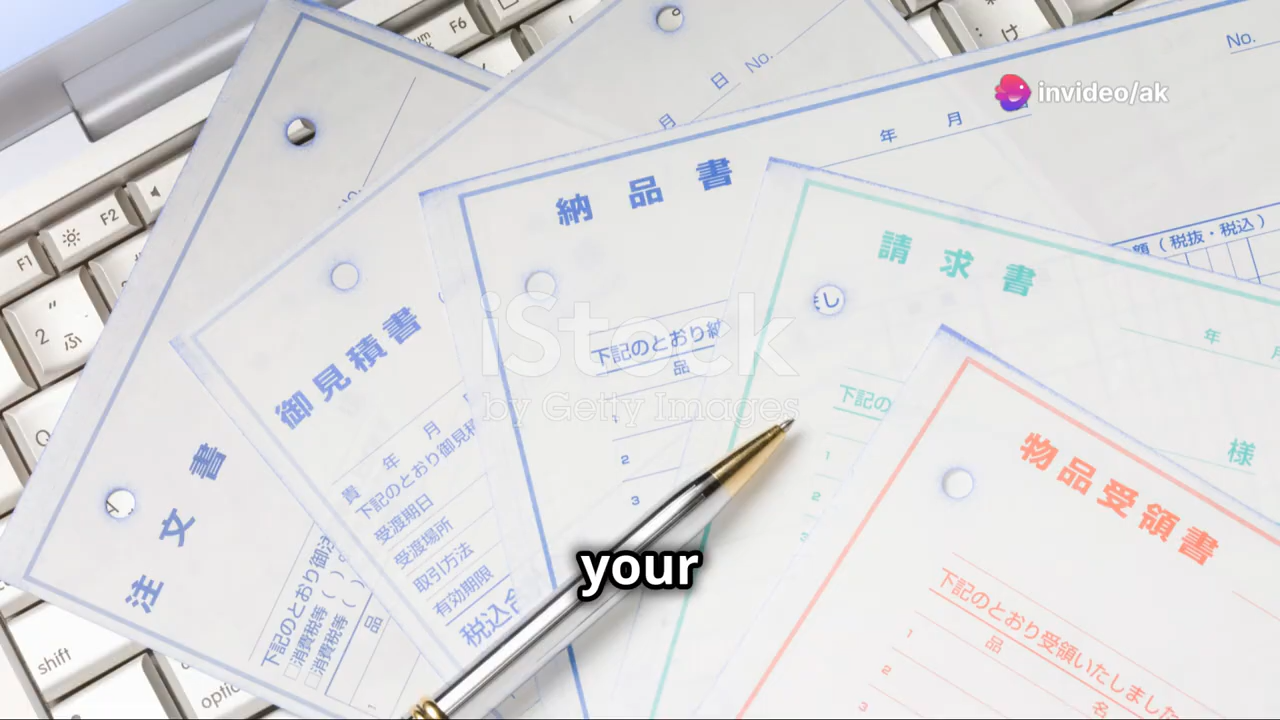 F6
F1
F2
2
ふ
け
Q
shift
optio
invideo/ak
iStock
by Getty Images
your
注文書
下記のとおり御注
消費税等 (
消費税等 (
品
1
御見積書
年 月
貴
下記のとおり御見積
受渡期日
受渡場所
取引方法
有効期限
税込合
月 日 No.
納品書
年 月
No.
額 ( 税抜・税込 )
下記のとおり納
品
1
2
3
請求書
年 月
様
下記の
1
2
3
物品受領書
下記のとおり受領いたしました
品 名
1
2
3